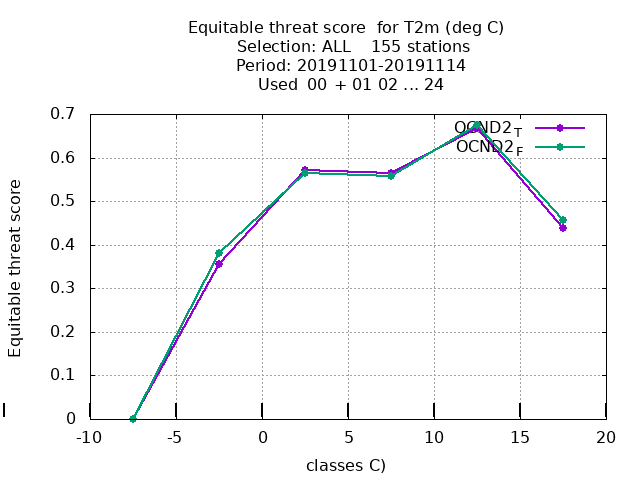 Equitable threat score for T2m (deg C)
Selection: ALL 155 stations
Period: 20191101-20191114
Used 00 + 01 02 ... 24
Equitable threat score
0.7
0.6
0.5
0.4
0.3
0.2
0.1
0
OCND2_T
OCND2_F
-10 -5 0 5 10 15 20
classes C)